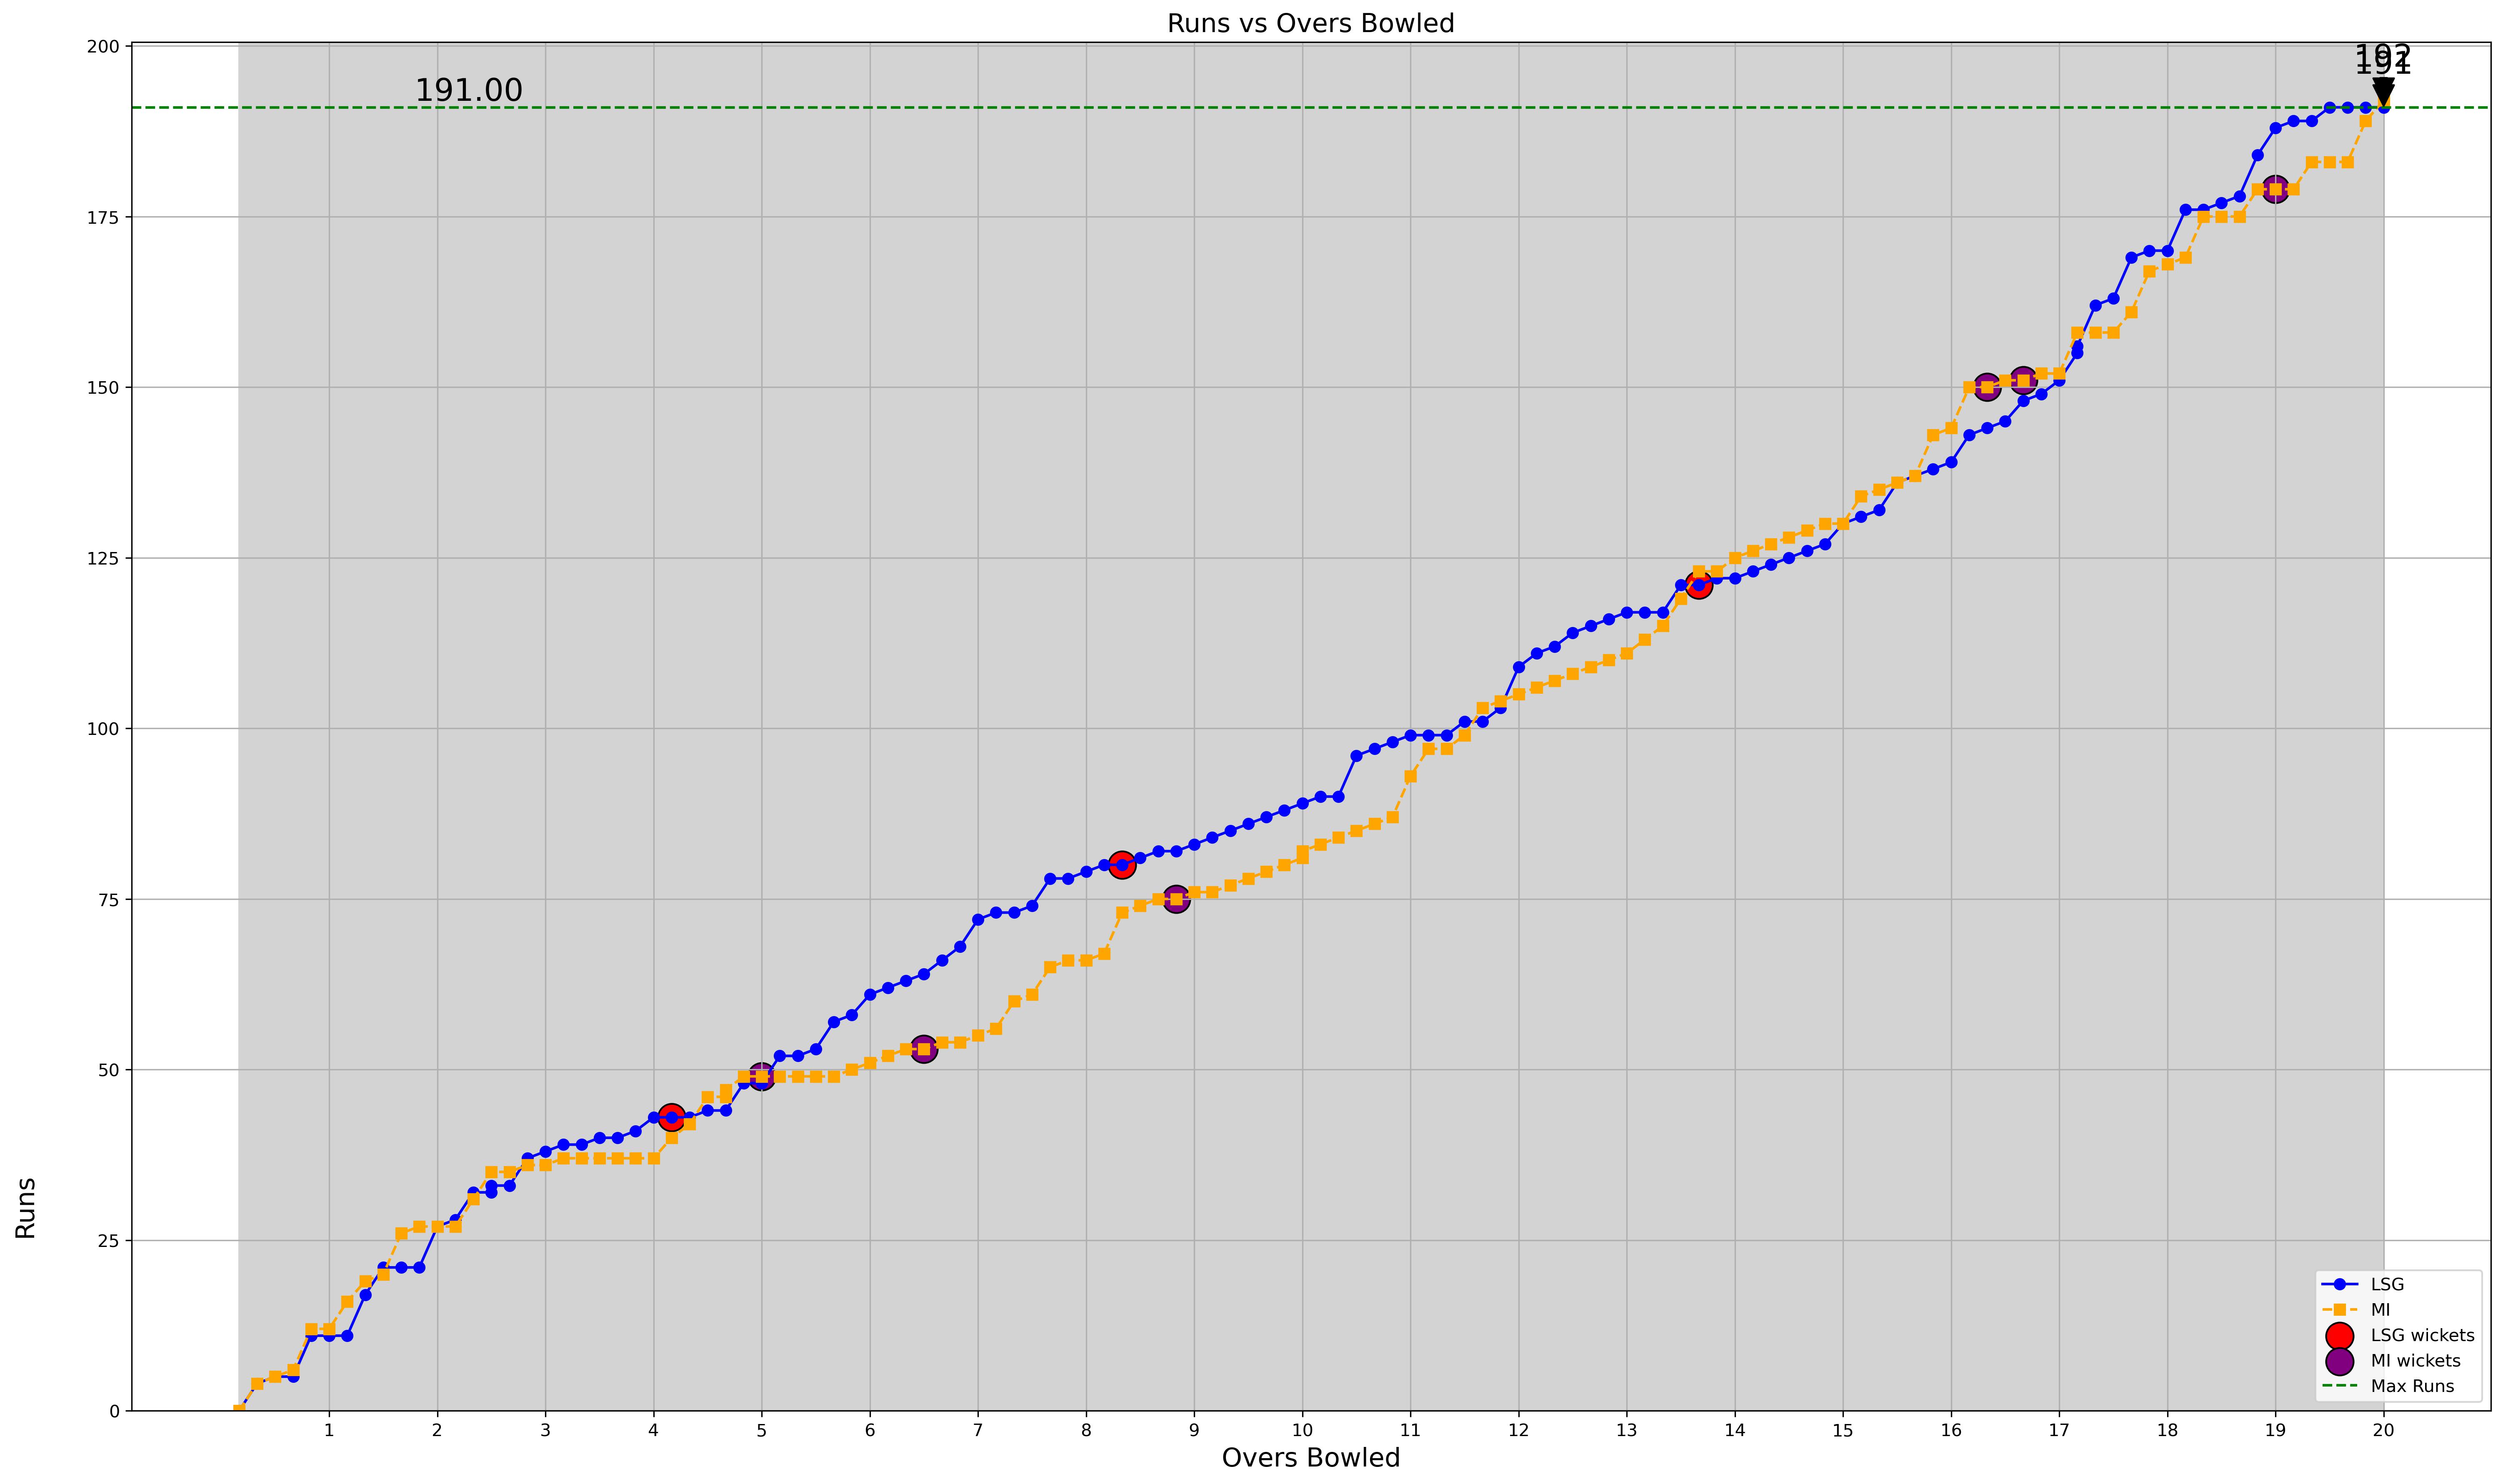 Runs vs Overs Bowled
200
175
150
125
100
75
50
25
0
Runs
191.00
192
191
LSG
MI
LSG wickets
MI wickets
Max Runs
1 2 3 4 5 6 7 8 9 10 11 12 13 14 15 16 17 18 19 20
Overs Bowled